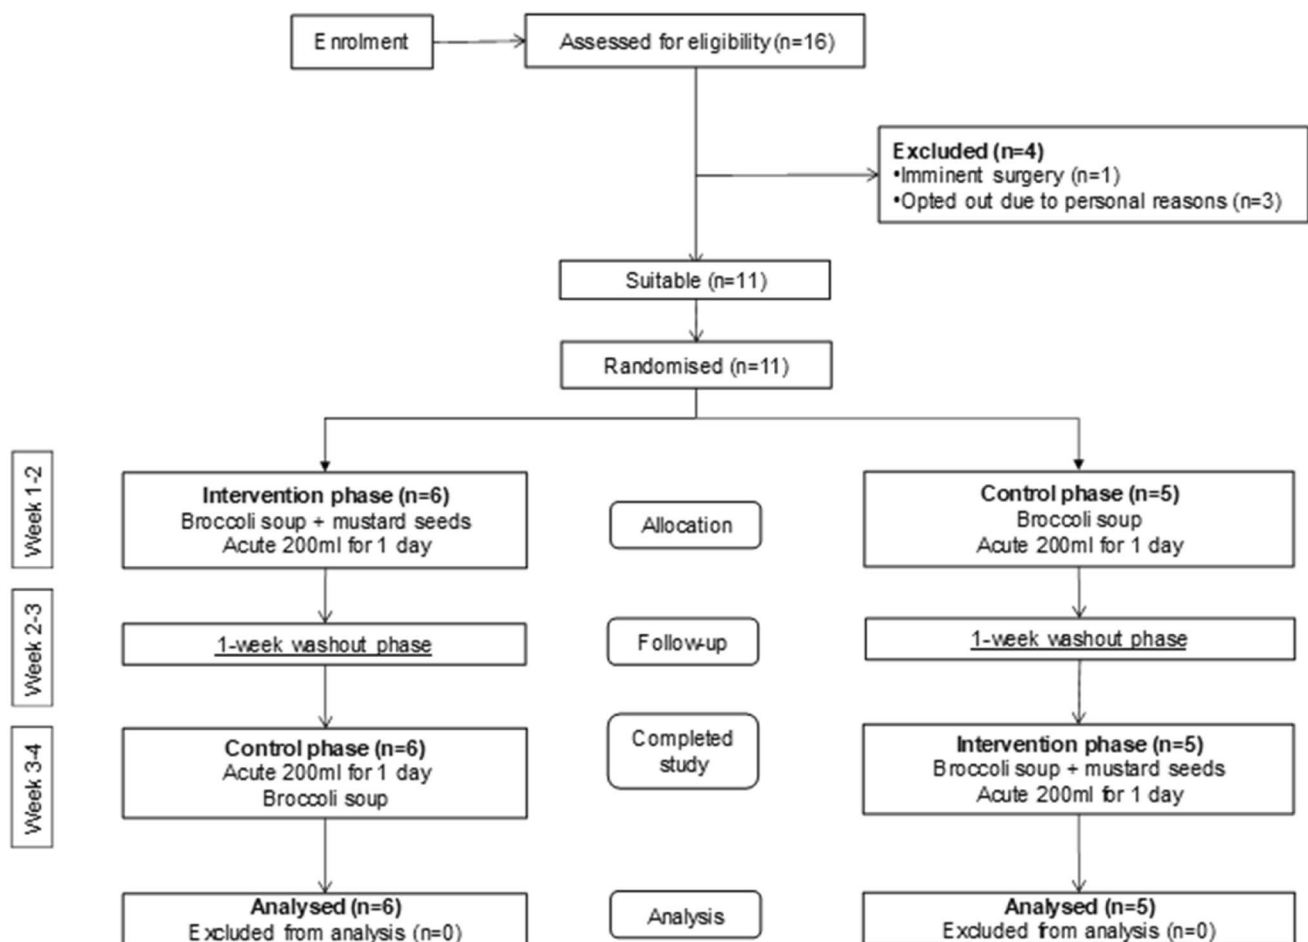 Enrolment
Assessed for eligibility (n=16)
Excluded (n=4)
•Imminent surgery (n=1)
•Opted out due to personal reasons (n=3)
Suitable (n=11)
Randomised (n=11)
Week 1-2
Intervention phase (n=6)
Broccoli soup + mustard seeds
Acute 200ml for 1 day
Allocation
Control phase (n=5)
Broccoli soup
Acute 200ml for 1 day
Week 2-3
1-week washout phase
Follow-up
1-week washout phase
Week 3-4
Control phase (n=6)
Acute 200ml for 1 day
Broccoli soup
Completed
study
Intervention phase (n=5)
Broccoli soup + mustard seeds
Acute 200ml for 1 day
Analysed (n=6)
Excluded from analysis (n=0)
Analysis
Analysed (n=5)
Excluded from analysis (n=0)